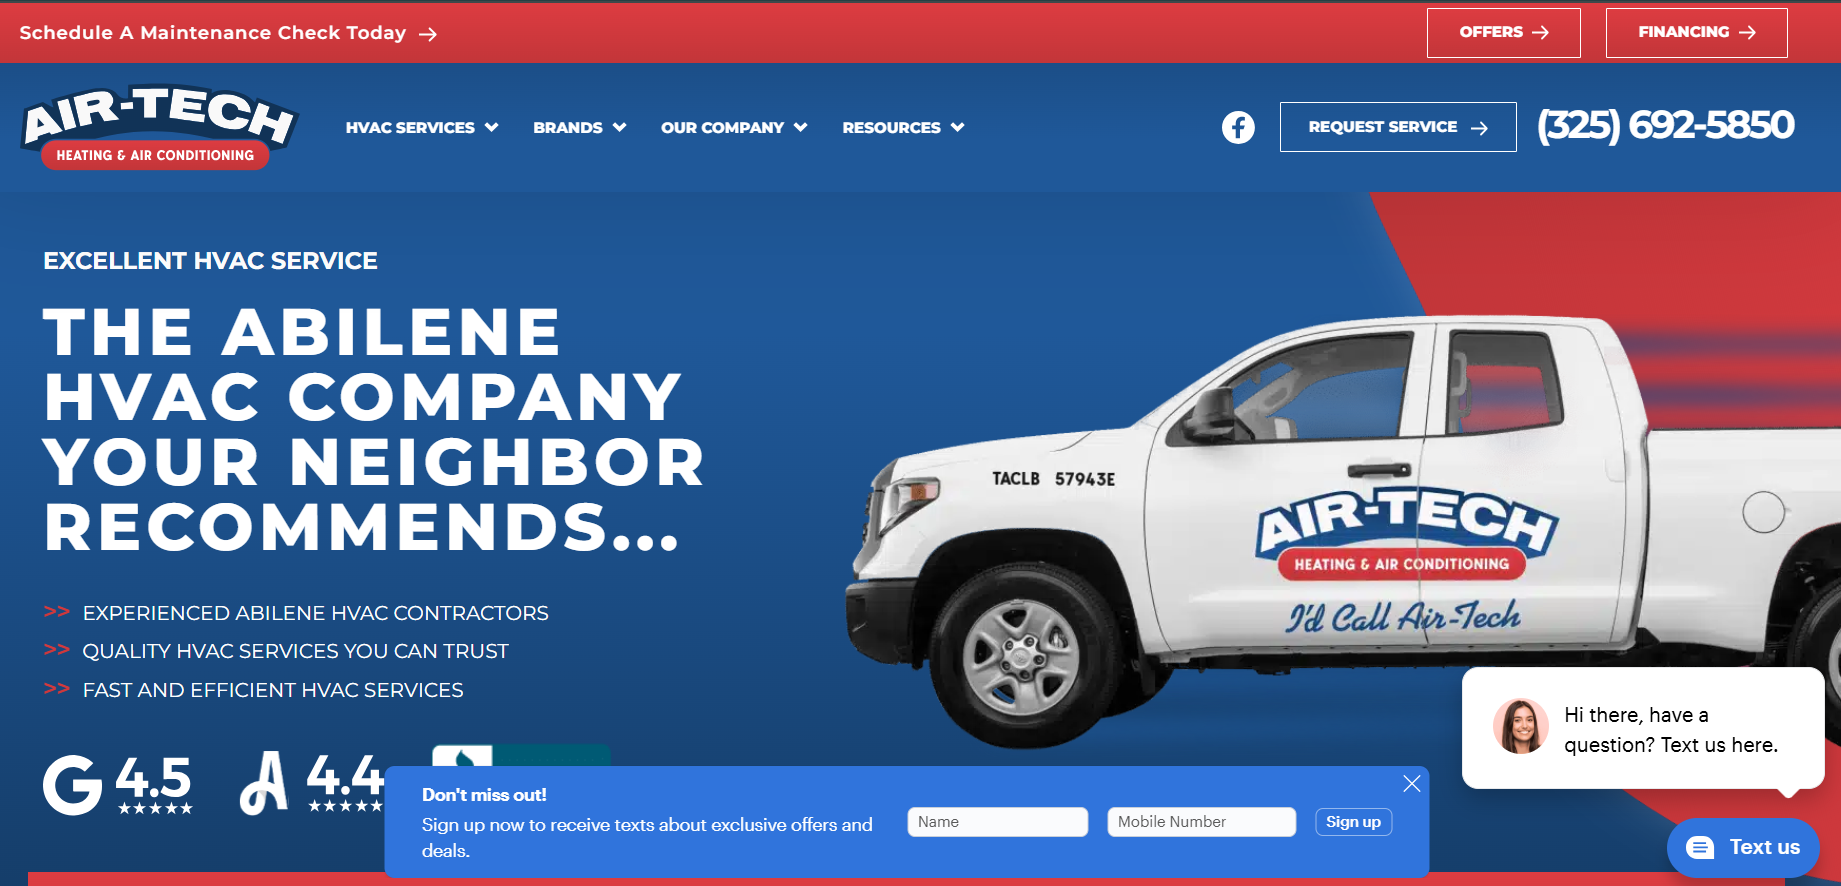 Schedule A Maintenance Check Today
OFFERS
FINANCING
AIR-TECH
HEATING & AIR CONDITIONING
HVAC SERVICES
BRANDS
OUR COMPANY
RESOURCES
REQUEST SERVICE
(325) 692-5850
EXCELLENT HVAC SERVICE
THE ABILENE
HVAC COMPANY
YOUR NEIGHBOR
RECOMMENDS...
>> EXPERIENCED ABILENE HVAC CONTRACTORS
>> QUALITY HVAC SERVICES YOU CAN TRUST
>> FAST AND EFFICIENT HVAC SERVICES
G 4.5
A 4.4
TACLB 57943E
AIR-TECH
HEATING & AIR CONDITIONING
I'd Call Air-Tech
Hi there, have a
question? Text us here.
Don't miss out!
Sign up now to receive texts about exclusive offers and
deals.
Name
Mobile Number
Sign up
Text us